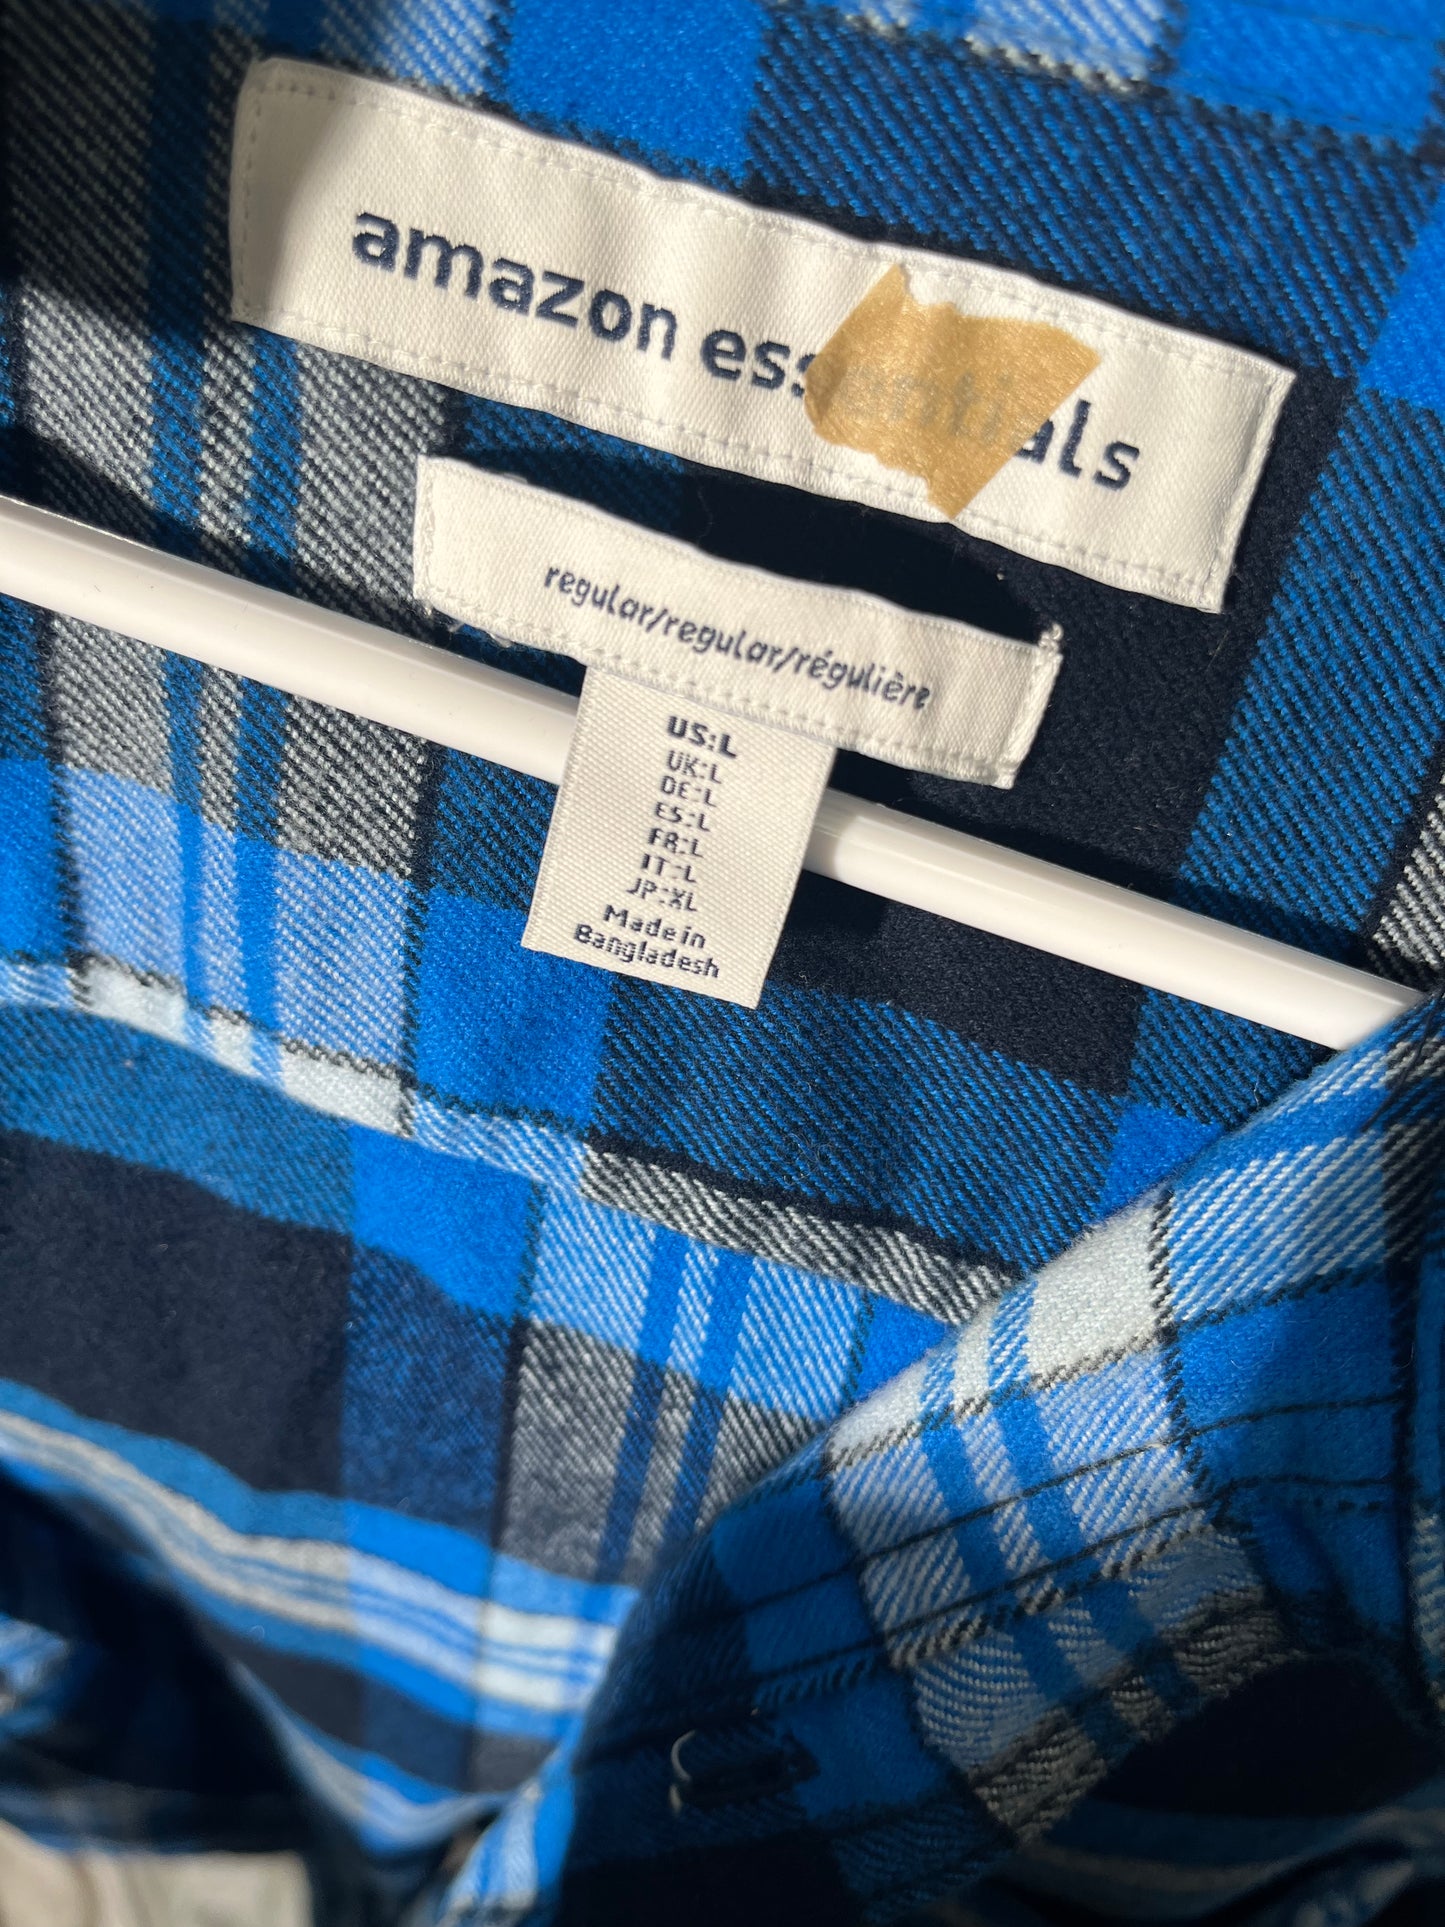 amazon essentials
regular/regular/régulière
US:L
UK:L
DE:L
ES:L
FR:L
IT:L
JP:XL
Made in
Bangladesh